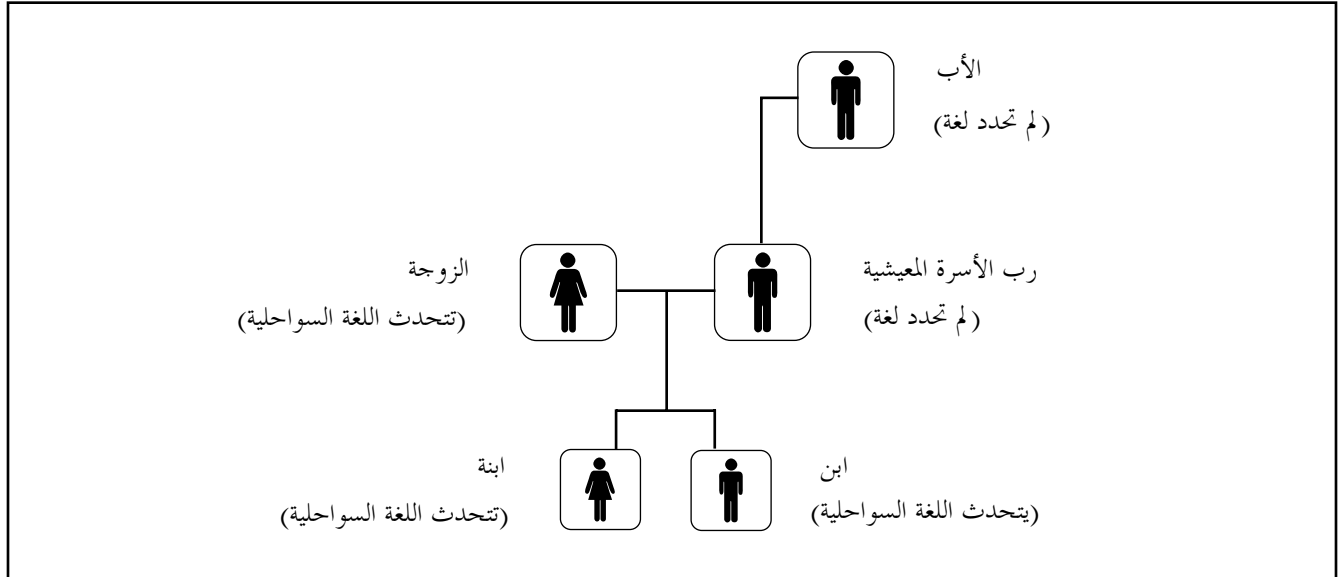 الأب
(لم تحدد لغة)
رب الأسرة المعيشية
(لم تحدد لغة)
الزوجة
(تتحدث اللغة السواحلية)
ابن
(يتحدث اللغة السواحلية)
ابنة
(تتحدث اللغة السواحلية)